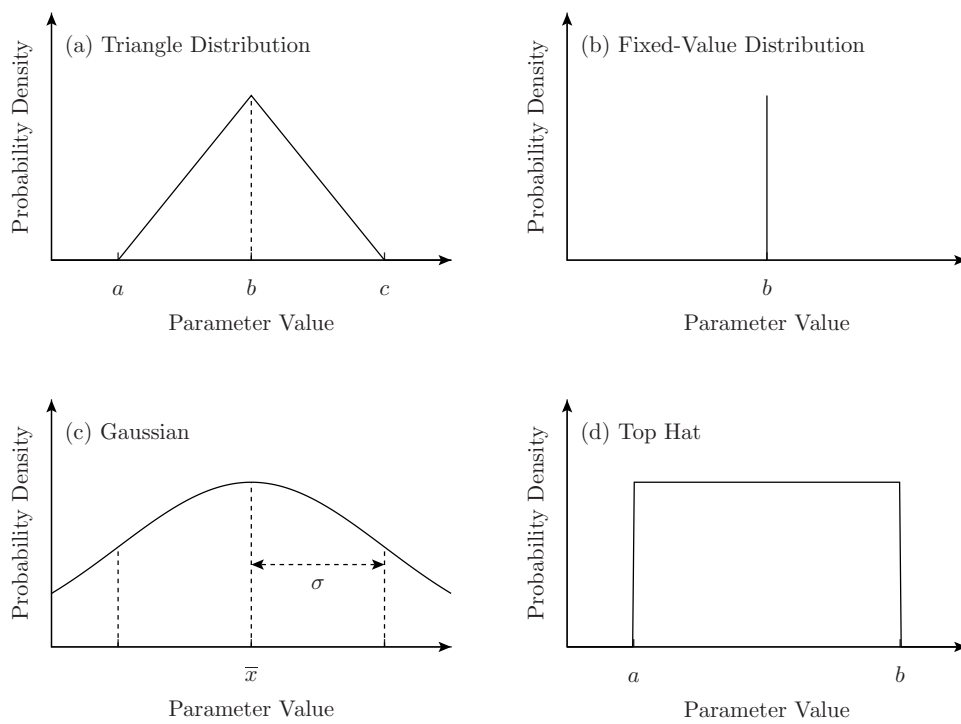 (a) Triangle Distribution
Probability Density
a b c
Parameter Value
(b) Fixed-Value Distribution
Probability Density
b
Parameter Value
(c) Gaussian
Probability Density
σ
x̅
Parameter Value
(d) Top Hat
Probability Density
a b
Parameter Value